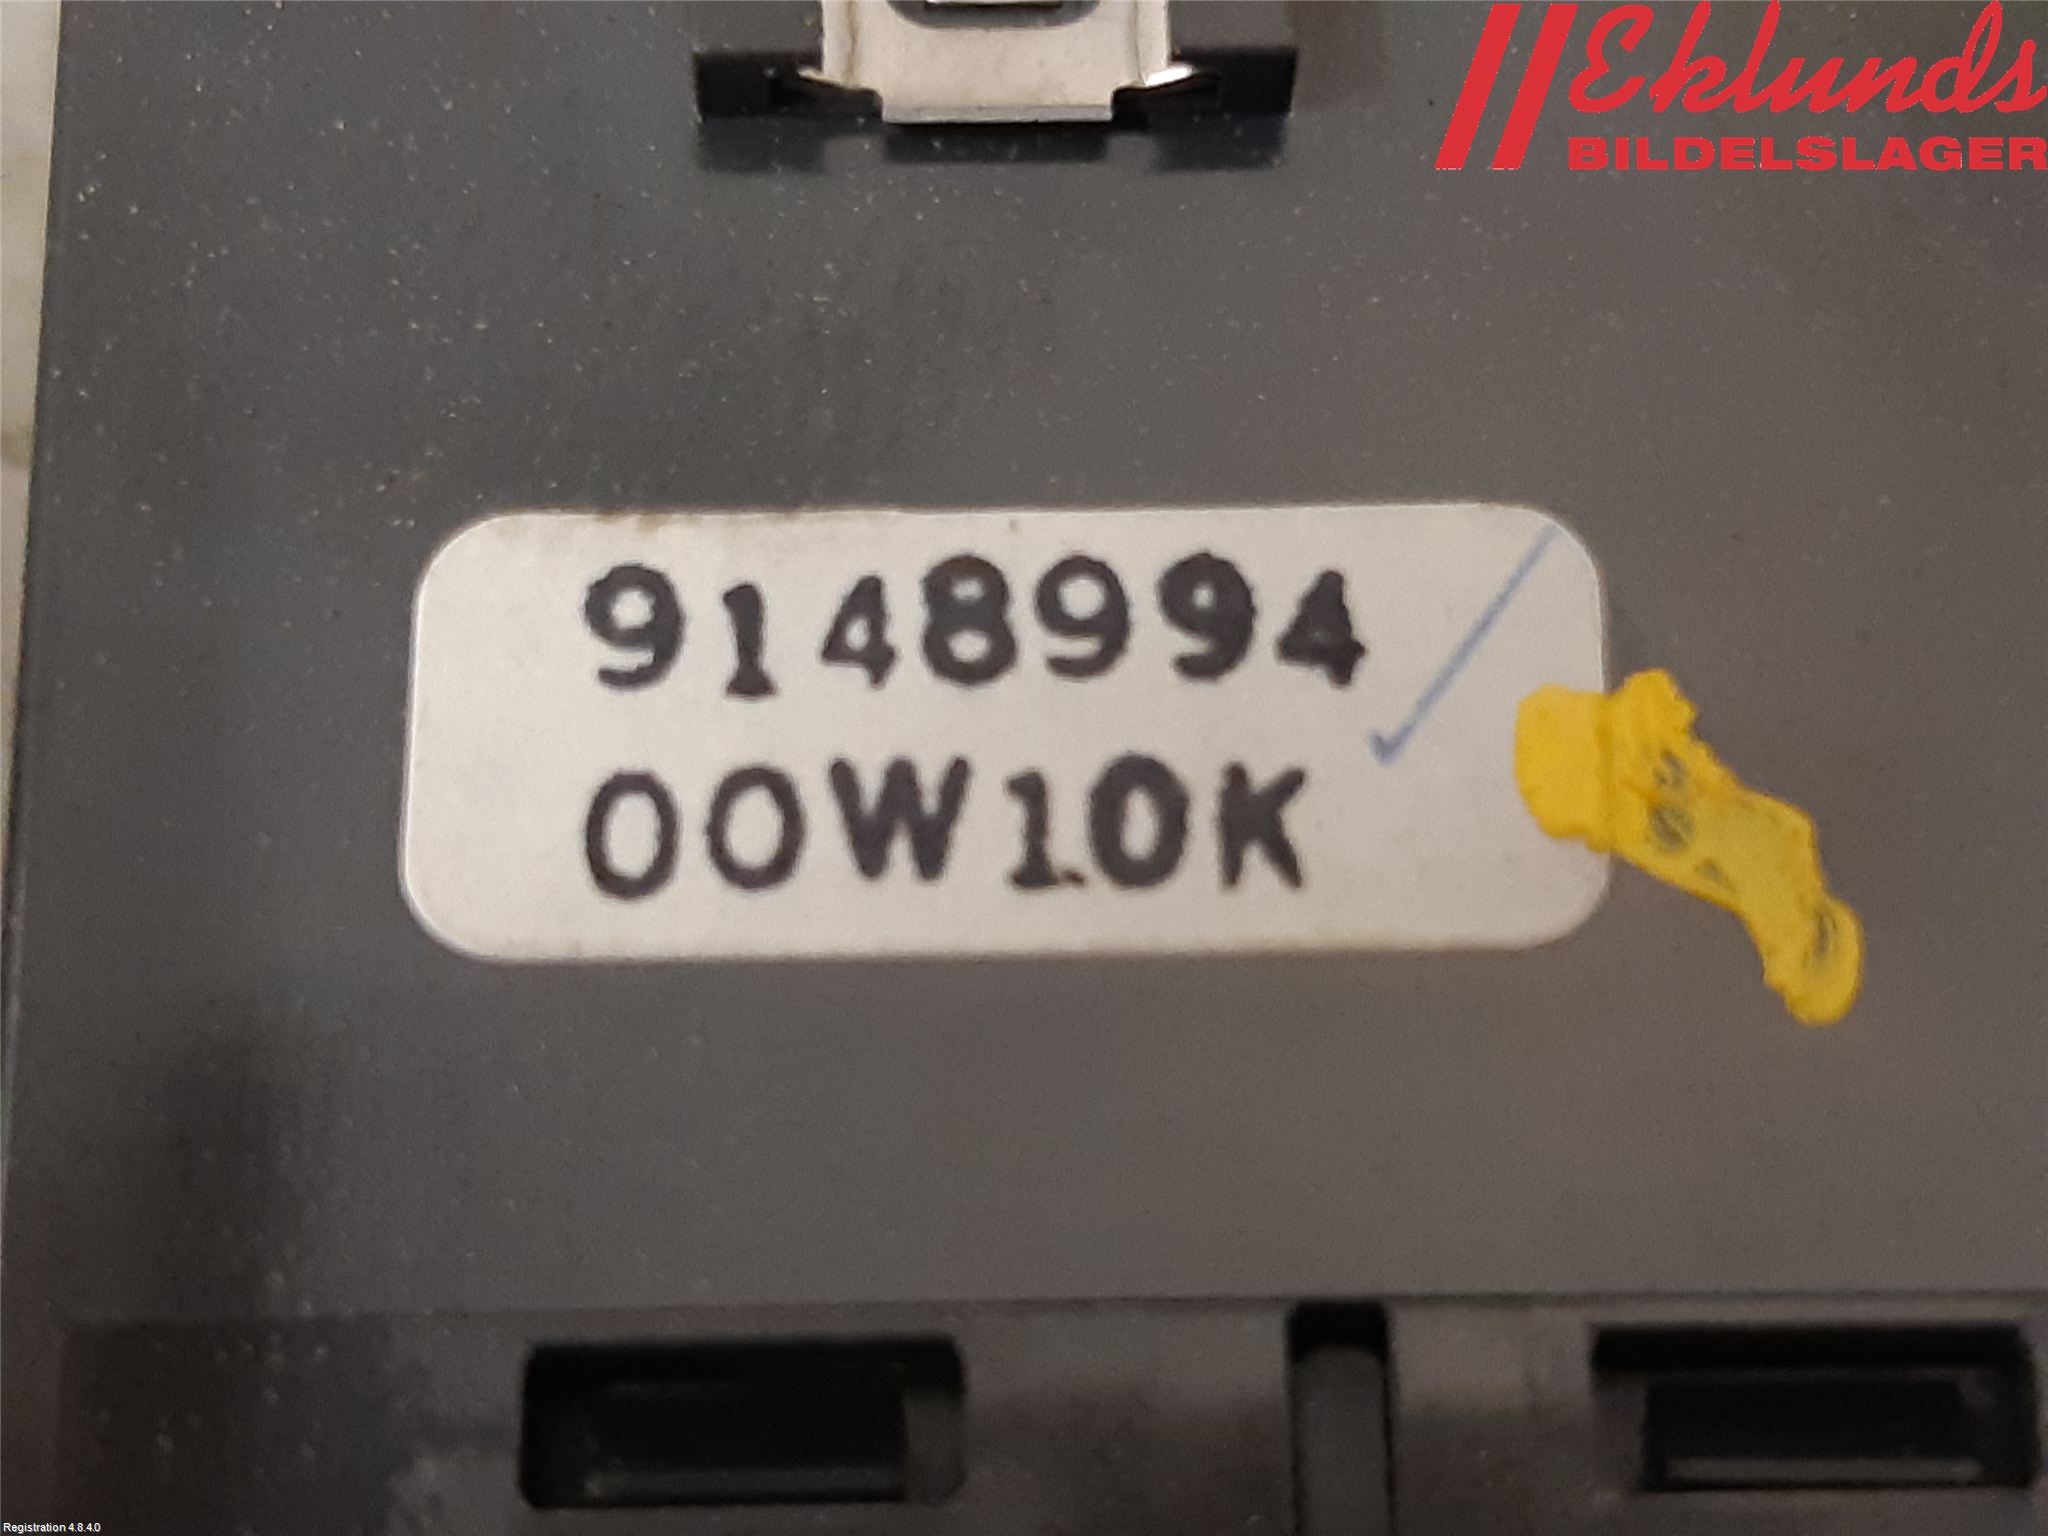 Eklunds
BILDELSLAGER
9148994
00W10K
Registration 4.8.4.0